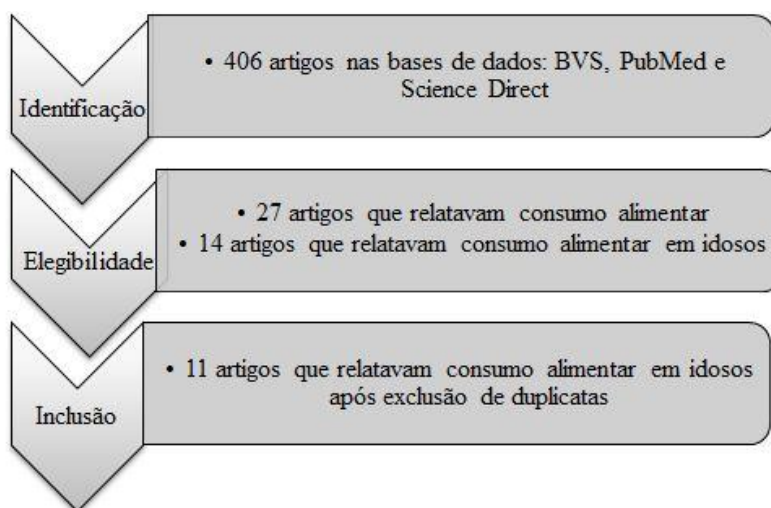 Identificação
• 406 artigos nas bases de dados: BVS, PubMed e
Science Direct
Elegibilidade
• 27 artigos que relatavam consumo alimentar
• 14 artigos que relatavam consumo alimentar em idosos
Inclusão
• 11 artigos que relatavam consumo alimentar em idosos
após exclusão de duplicatas